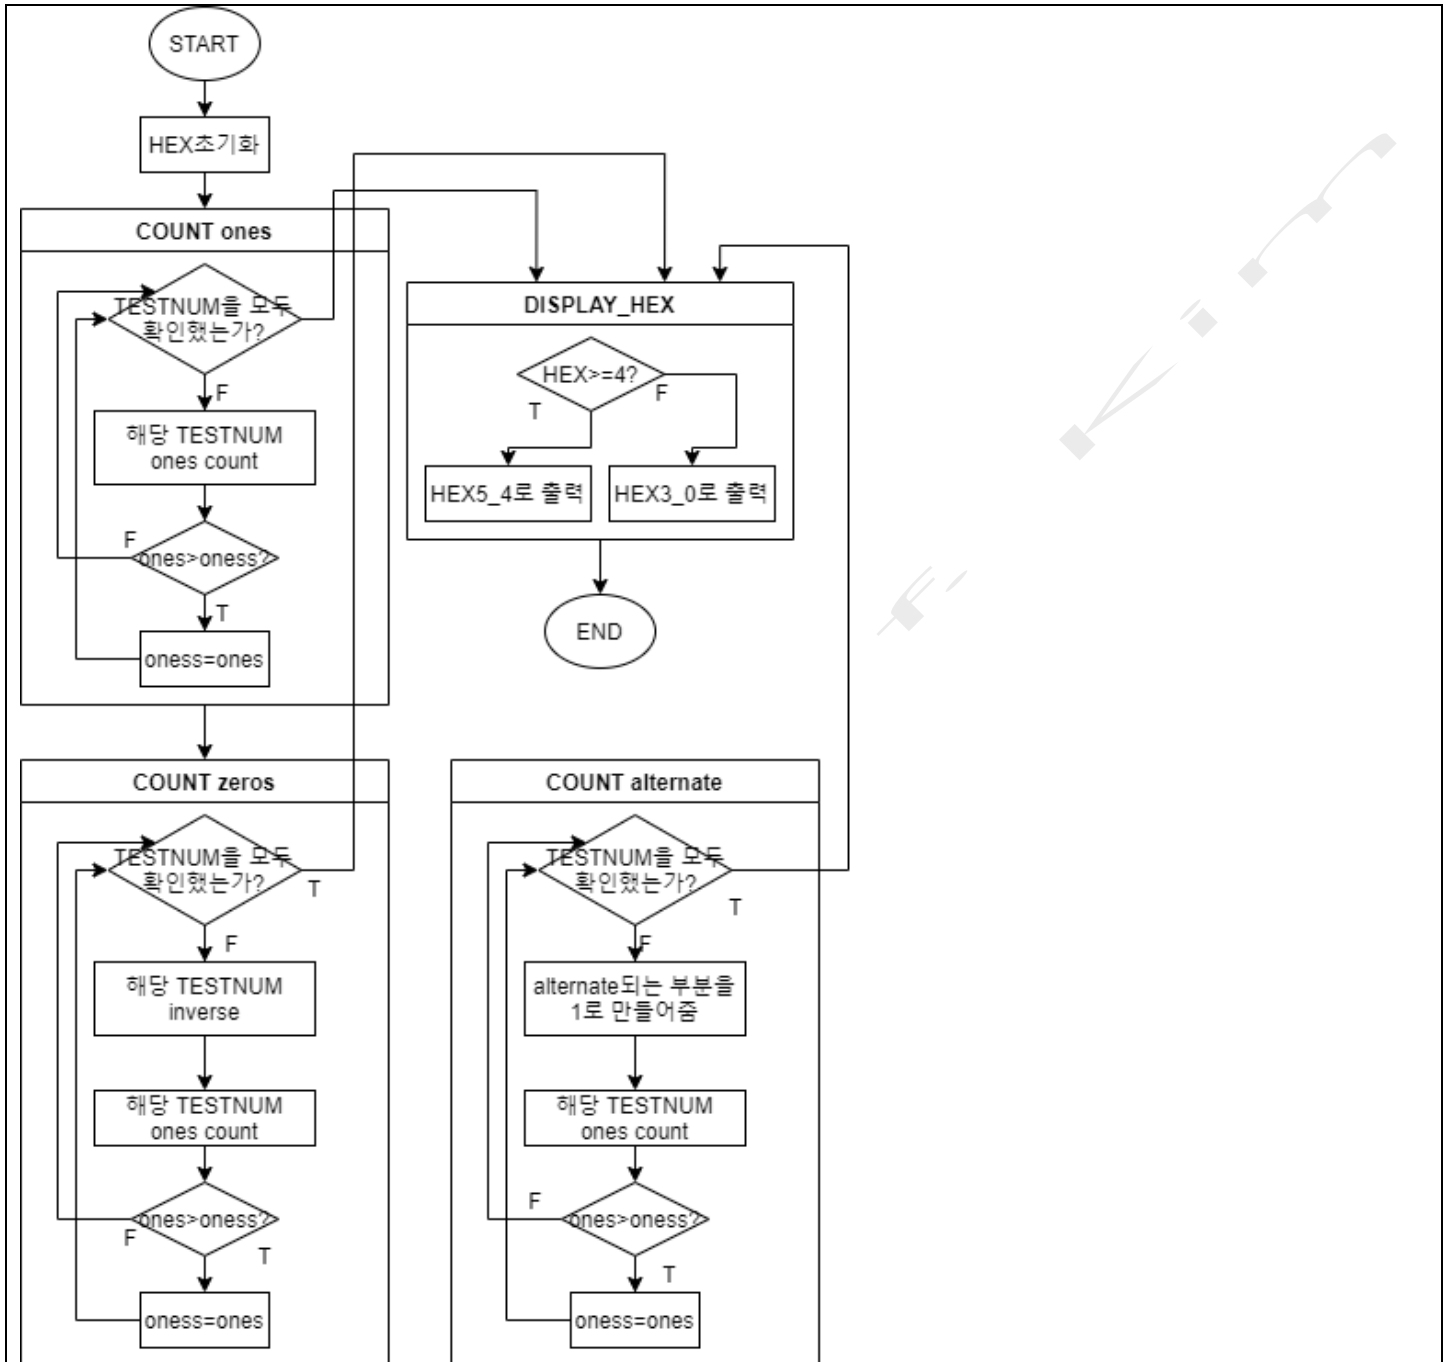 START
HEX초기화
COUNT ones
TESTNUM을 모두
확인했는가?
F
해당 TESTNUM
ones count
F
ones>oness?
T
oness=ones
DISPLAY_HEX
HEX>=4?
T
F
HEX5_4로 출력
HEX3_0로 출력
END
COUNT zeros
TESTNUM을 모두
확인했는가?
T
F
해당 TESTNUM
inverse
해당 TESTNUM
ones count
ones>oness?
F
T
oness=ones
COUNT alternate
TESTNUM을 모두
확인했는가?
T
F
alternate되는 부분을
1로 만들어줌
해당 TESTNUM
ones count
F
ones>oness?
T
oness=ones